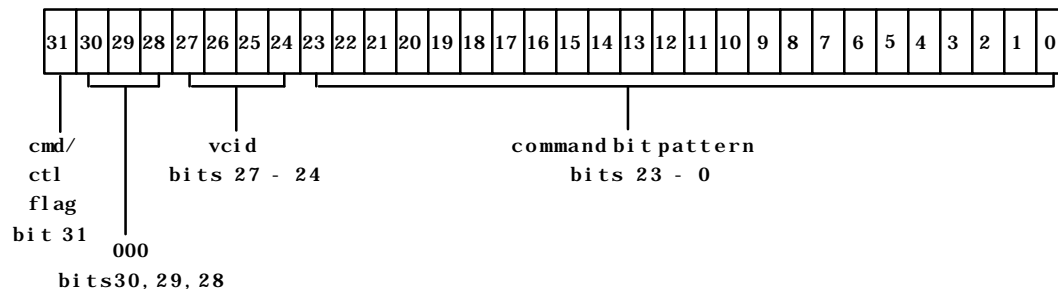 31 30 29 28 27 26 25 24 23 22 21 20 19 18 17 16 15 14 13 12 11 10 9 8 7 6 5 4 3 2 1 0
cmd/
ctl
flag
bit 31
000
bits30, 29, 28
vcid
bits 27 - 24
command bit pattern
bits 23 - 0